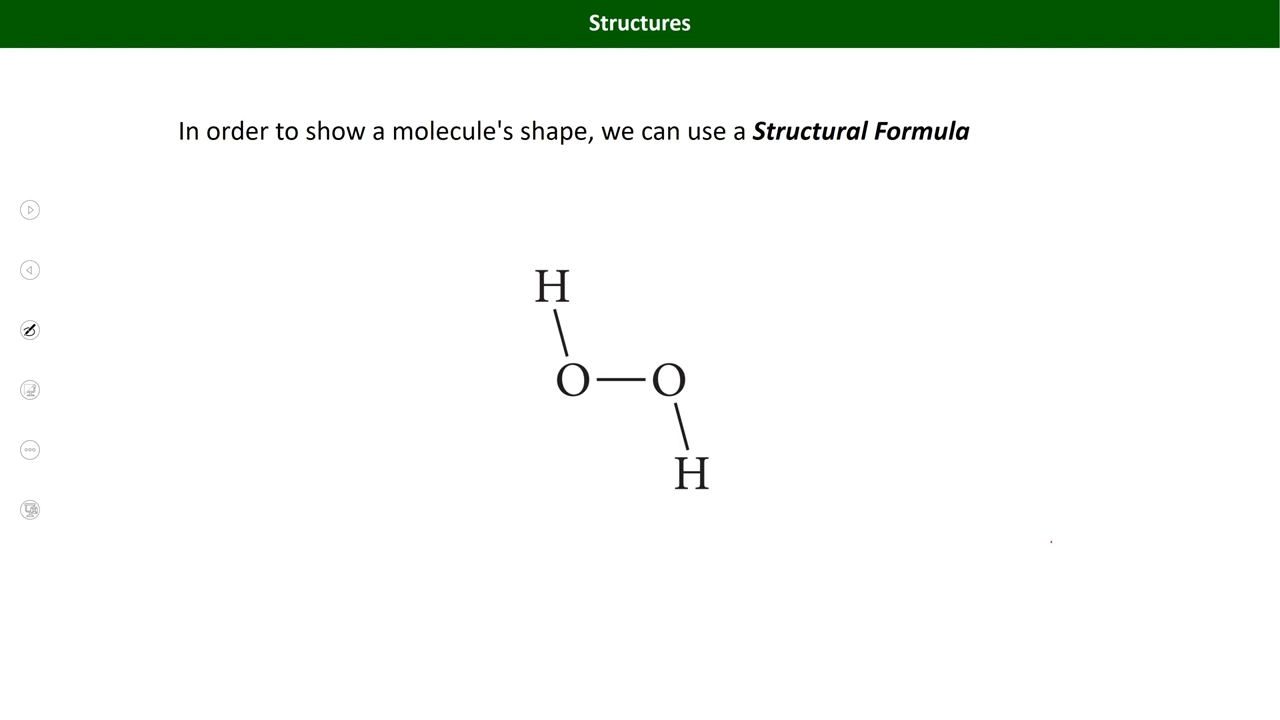 Structures
In order to show a molecule's shape, we can use a Structural Formula
H
O — O
H